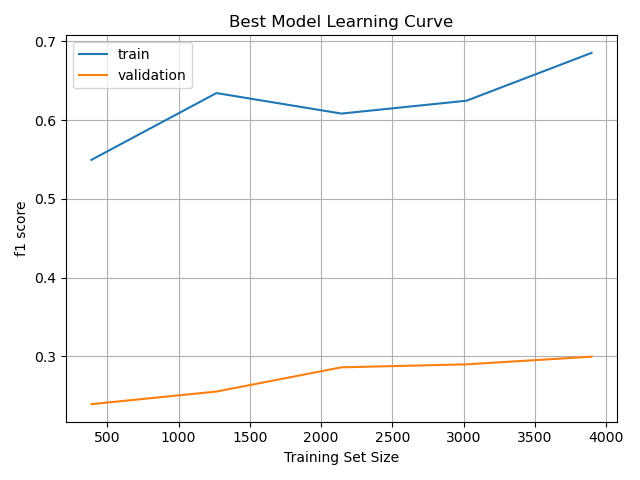 Best Model Learning Curve
train
validation
0.7
0.6
0.5
0.4
0.3
f1 score
500 1000 1500 2000 2500 3000 3500 4000
Training Set Size